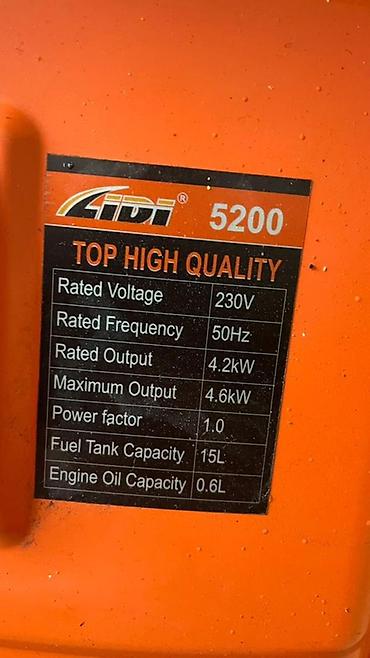 LIDI ® 5200
TOP HIGH QUALITY
Rated Voltage 230V
Rated Frequency 50Hz
Rated Output 4.2kW
Maximum Output 4.6kW
Power factor 1.0
Fuel Tank Capacity 15L
Engine Oil Capacity 0.6L